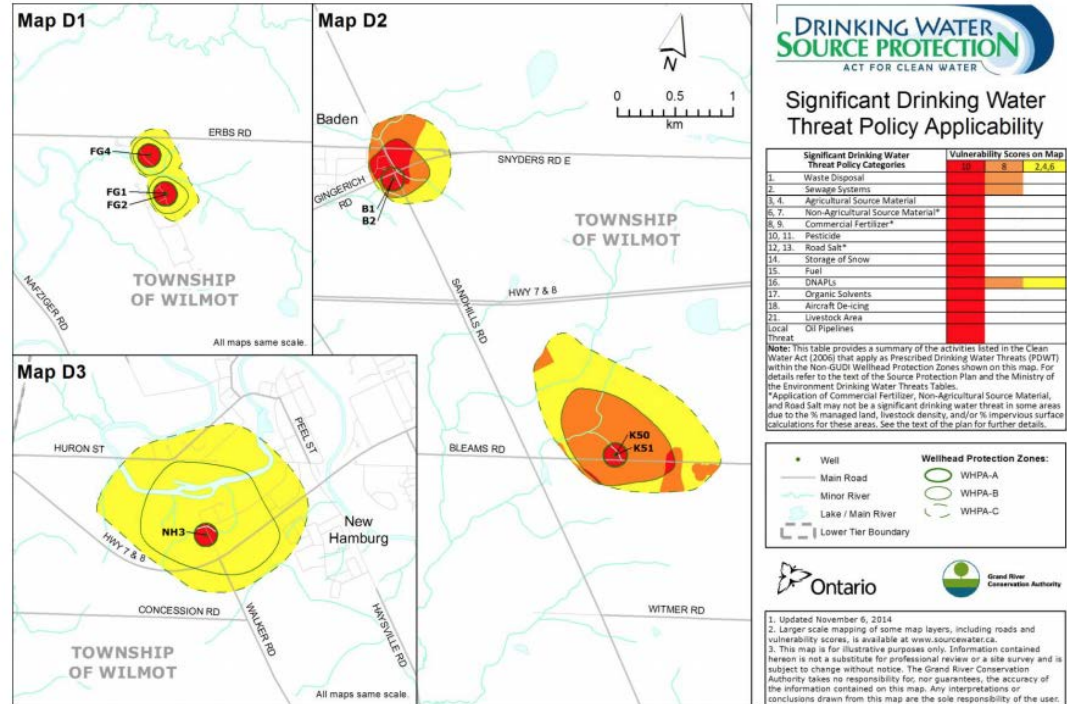 Map D1
ERBS RD
FG4
FG1
FG2
TOWNSHIP
OF WILMOT
NAFZIGER RD
All maps same scale.
Map D2
N
0 0.5 1
km
Baden
SNYDERS RD E
GINGERICH
RD
B1
B2
TOWNSHIP
OF WILMOT
SANDHILLS RD
HWY 7 & 8
K50
K51
BLEAMS RD
WITMER RD
Map D3
HURON ST
PEEL ST
NH3
New
Hamburg
HWY 7 & 8
CONCESSION RD
WALKER RD
HAYSVILLE RD
TOWNSHIP
OF WILMOT
All maps same scale.
DRINKING WATER
SOURCE PROTECTION
ACT FOR CLEAN WATER
Significant Drinking Water
Threat Policy Applicability
Significant Drinking Water
Threat Policy Categories
Vulnerability Scores on Map
10 8 2,4,6
1. Waste Disposal
2. Sewage Systems
3, 4. Agricultural Source Material
6, 7. Non-Agricultural Source Material*
8, 9. Commercial Fertilizer*
10, 11. Pesticide
12, 13. Road Salt*
14. Storage of Snow
15. Fuel
16. DNAPLs
17. Organic Solvents
18. Aircraft De-icing
21. Livestock Area
Local Oil Pipelines
Threat
Note: This table provides a summary of the activities listed in the Clean
Water Act (2006) that apply as Prescribed Drinking Water Threats (PDWT)
within the Non-GUDI Wellhead Protection Zones shown on this map. For
details refer to the text of the Source Protection Plan and the Ministry of
the Environment Drinking Water Threats Tables.
*Application of Commercial Fertilizer, Non-Agricultural Source Material,
and Road Salt may not be a significant drinking water threat in some areas
due to the % managed land, livestock density, and/or % impervious surface
calculations for these areas. See the text of the plan for further details.
Well
Main Road
Minor River
Lake / Main River
Lower Tier Boundary
Wellhead Protection Zones:
WHPA-A
WHPA-B
WHPA-C
Ontario
Grand River
Conservation Authority
1. Updated November 6, 2014
2. Larger scale mapping of some map layers, including roads and
vulnerability scores, is available at www.sourcewater.ca.
3. This map is for illustrative purposes only. Information contained
hereon is not a substitute for professional review or a site survey and is
subject to change without notice. The Grand River Conservation
Authority takes no responsibility for, nor guarantees, the accuracy of
the information contained on this map. Any interpretations or
conclusions drawn from this map are the sole responsibility of the user.